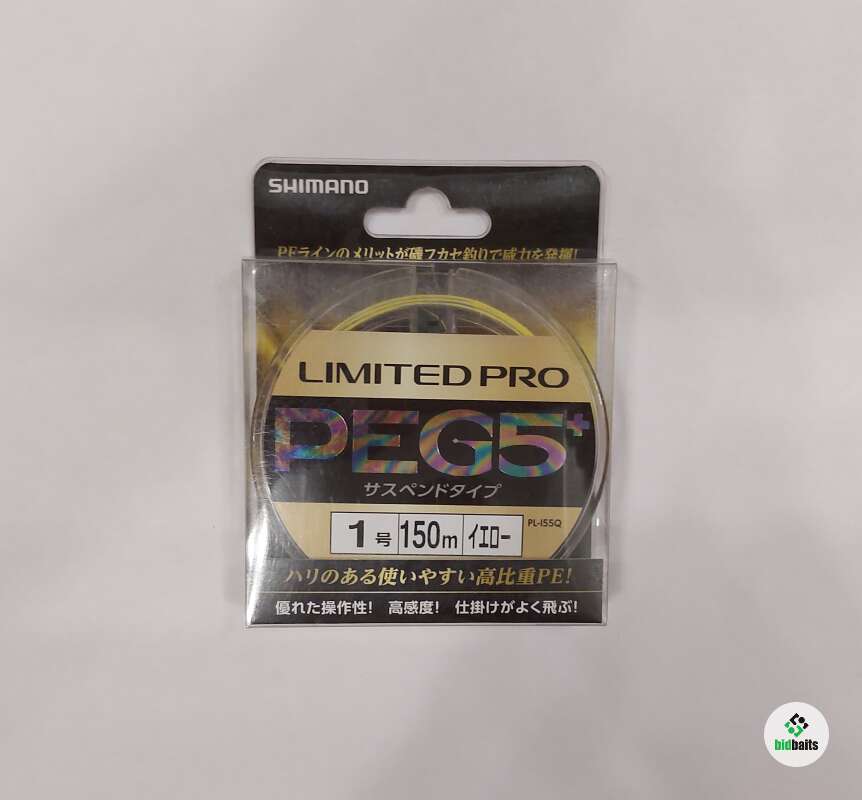 SHIMANO
PEラインのメリットが磯フカセ釣りで威力を発揮!
LIMITED PRO
PEG5+
サスペンドタイプ
1号 150m イエロー PL-I55Q
ハリのある使いやすい高比重PE!
優れた操作性! 高感度! 仕掛けがよく飛ぶ!
bidbaits